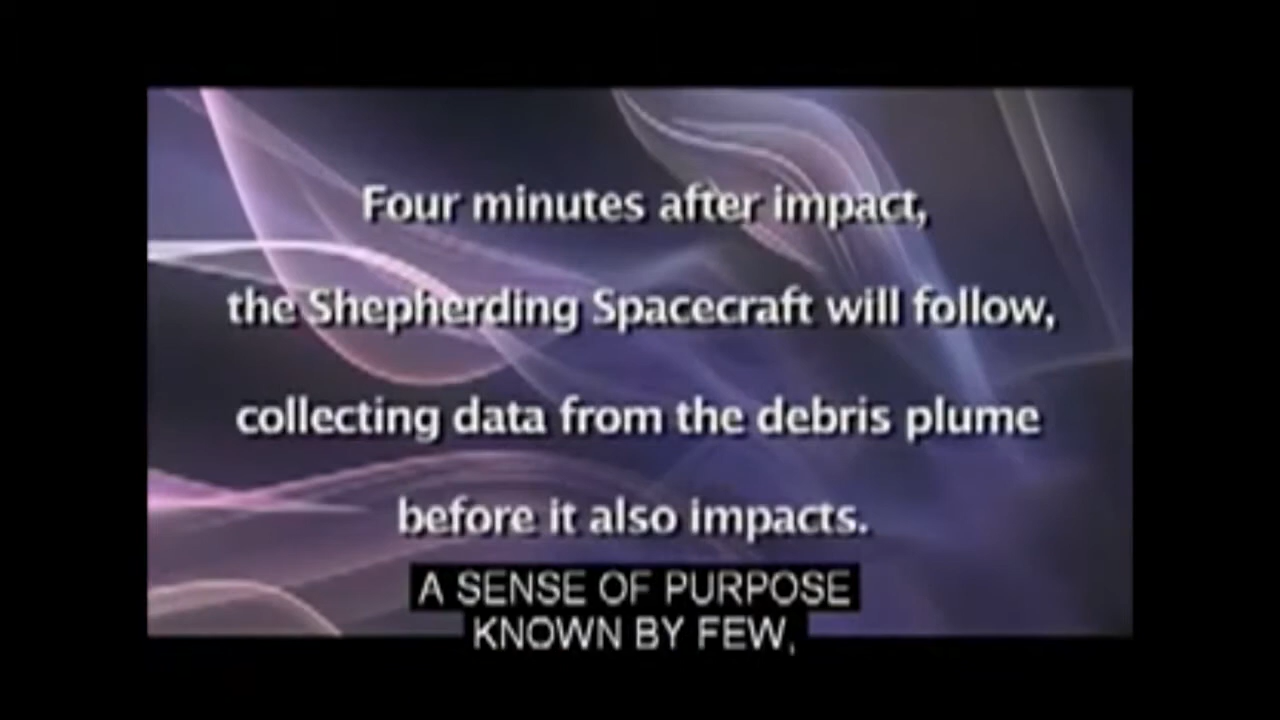 Four minutes after impact,
the Shepherding Spacecraft will follow,
collecting data from the debris plume
before it also impacts.
A SENSE OF PURPOSE
KNOWN BY FEW,